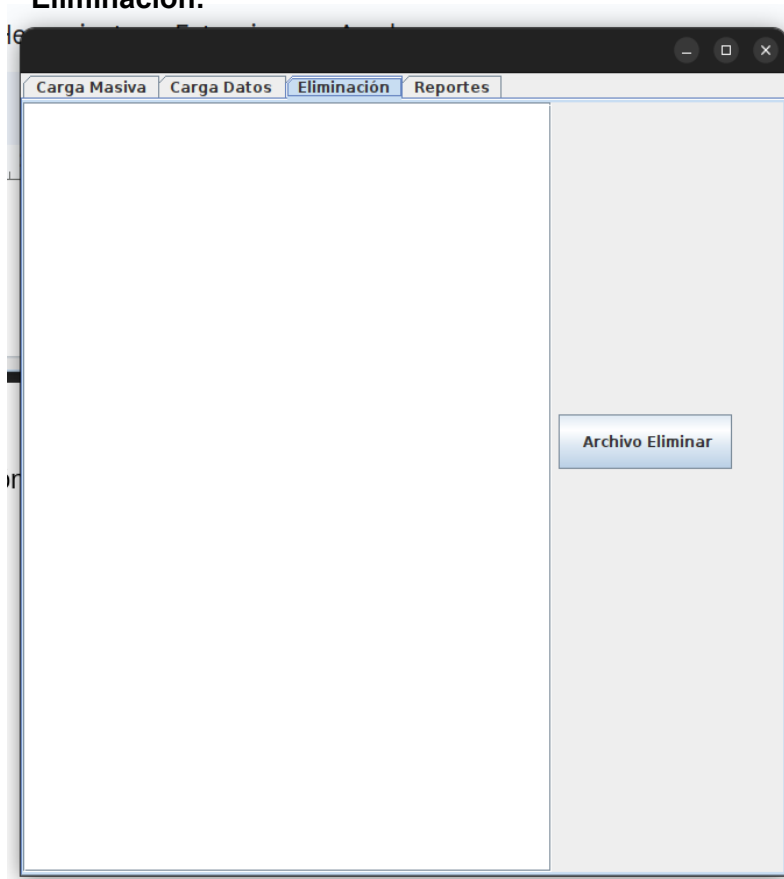 Eliminación:
Carga Masiva Carga Datos Eliminación Reportes
Archivo Eliminar